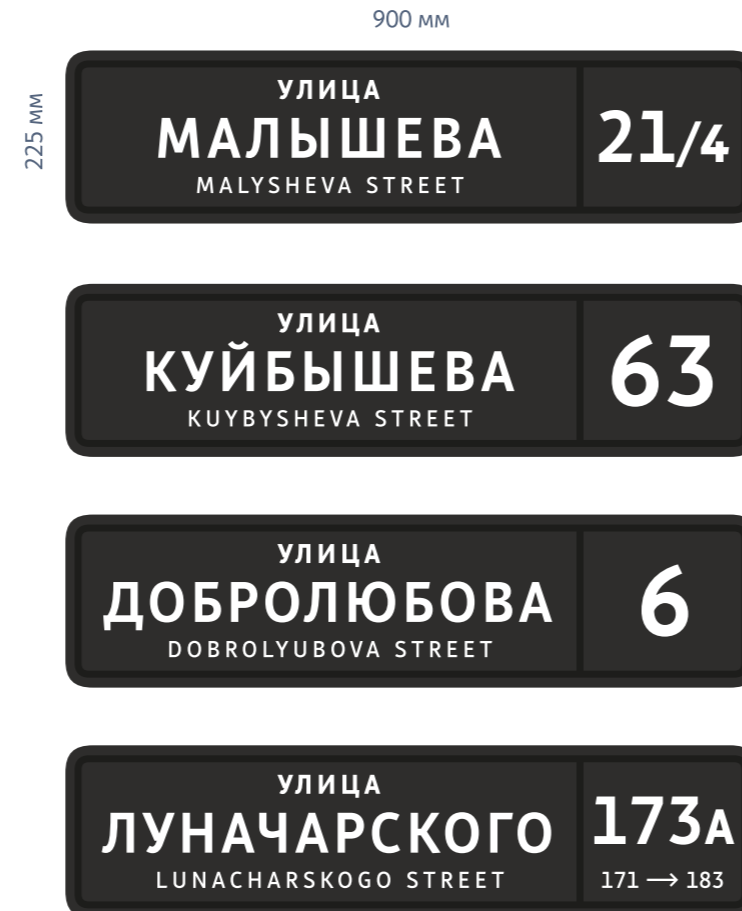 900 мм
225 мм
УЛИЦА
МАЛЫШЕВА
MALYSHEVA STREET
21/4
УЛИЦА
КУЙБЫШЕВА
KUYBYSHEVA STREET
63
УЛИЦА
ДОБРОЛЮБОВА
DOBROLYUBOVA STREET
6
УЛИЦА
ЛУНАЧАРСКОГО
LUNACHARSKOGO STREET
173А
171 → 183